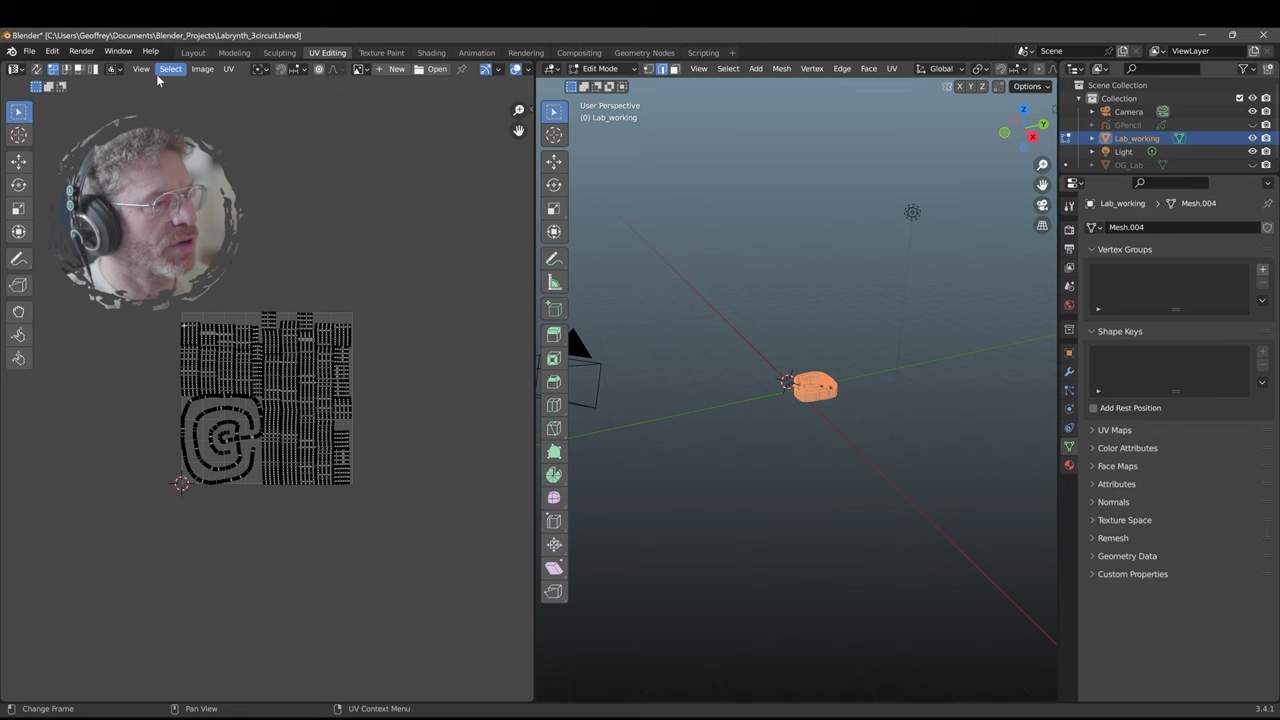 Blender* [C:\Users\Geoffrey\Documents\Blender_Projects\Labrynth_3circuit.blend]
File Edit Render Window Help
Layout Modeling Sculpting UV Editing Texture Paint Shading Animation Rendering Compositing Geometry Nodes Scripting
Scene
ViewLayer
View Select Image UV
New Open
Edit Mode
View Select Add Mesh Vertex Edge Face UV
Global
X Y Z Options
User Perspective
(0) Lab_working
Z
Y
X
Scene Collection
Collection
Camera
GPencil
Lab_working
Light
OG_Lab
Lab_working > Mesh.004
Mesh.004
Vertex Groups
Shape Keys
Add Rest Position
UV Maps
Color Attributes
Face Maps
Attributes
Normals
Texture Space
Remesh
Geometry Data
Custom Properties
Change Frame
Pan View
UV Context Menu
3.4.1